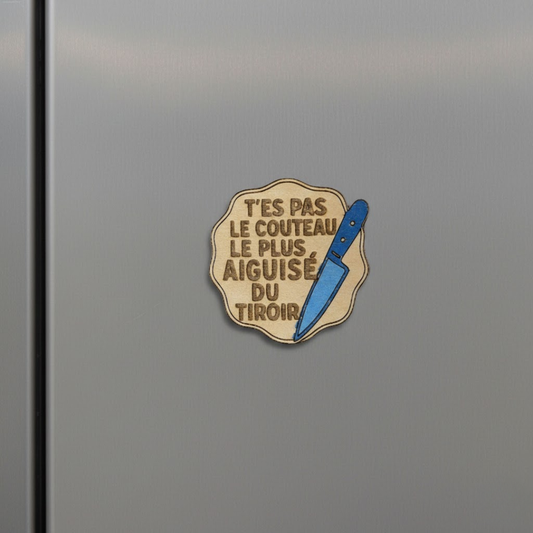 T'ES PAS
LE COUTEAU
LE PLUS
AIGUISÉ
DU
TIROIR